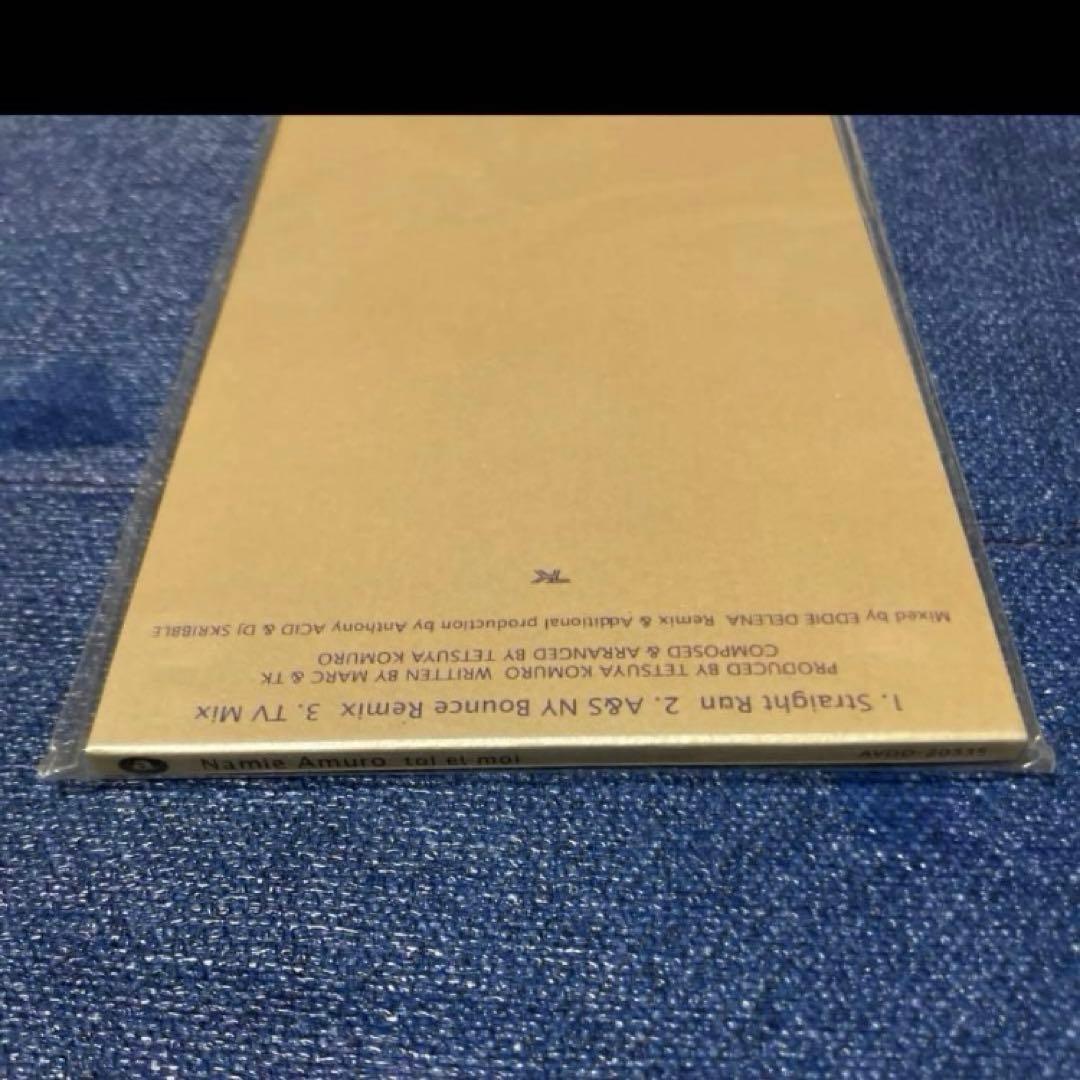 1. Straight Run 2. A&S NY Bounce Remix 3. TV Mix
PRODUCED BY TETSUYA KOMURO WRITTEN BY MARC & TK
COMPOSED & ARRANGED BY TETSUYA KOMURO
Mixed by EDDIE DELENA Remix & Additional production by Anthony ACID & DJ SKRIBBLE
TK
a Namie Amuro toi et moi AVDD-20335